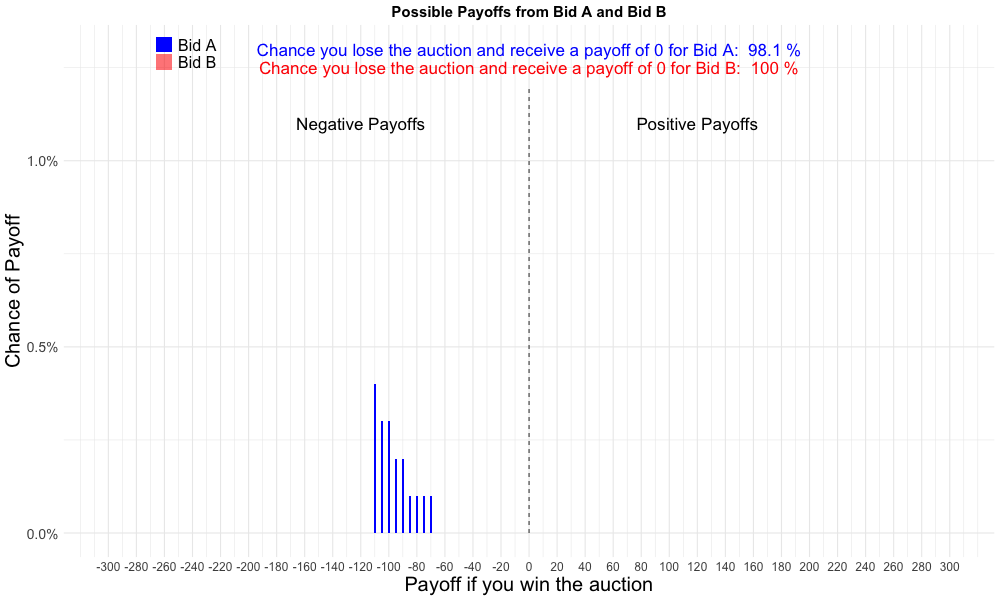 Possible Payoffs from Bid A and Bid B
Bid A
Bid B
Chance you lose the auction and receive a payoff of 0 for Bid A:  98.1 %
Chance you lose the auction and receive a payoff of 0 for Bid B:  100 %
Negative Payoffs
Positive Payoffs
Chance of Payoff
1.0%
0.5%
0.0%
-300 -280 -260 -240 -220 -200 -180 -160 -140 -120 -100 -80 -60 -40 -20 0 20 40 60 80 100 120 140 160 180 200 220 240 260 280 300
Payoff if you win the auction